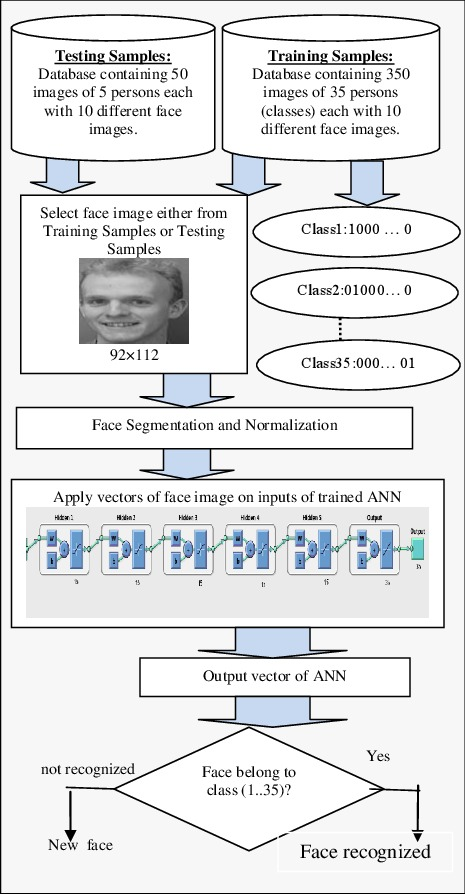 Testing Samples:
Database containing 50
images of 5 persons each
with 10 different face
images.
Training Samples:
Database containing 350
images of 35 persons
(classes) each with 10
different face images.
Select face image either from
Training Samples or Testing
Samples
92×112
Class1:1000 … 0
Class2:01000… 0
Class35:000… 01
Face Segmentation and Normalization
Apply vectors of face image on inputs of trained ANN
Hidden 1
Hidden 2
Hidden 3
Hidden 4
Hidden 5
Output
Output
W
b
W
b
W
b
W
b
W
b
W
b
Output vector of ANN
Face belong to
class (1..35)?
not recognized
Yes
New face
Face recognized